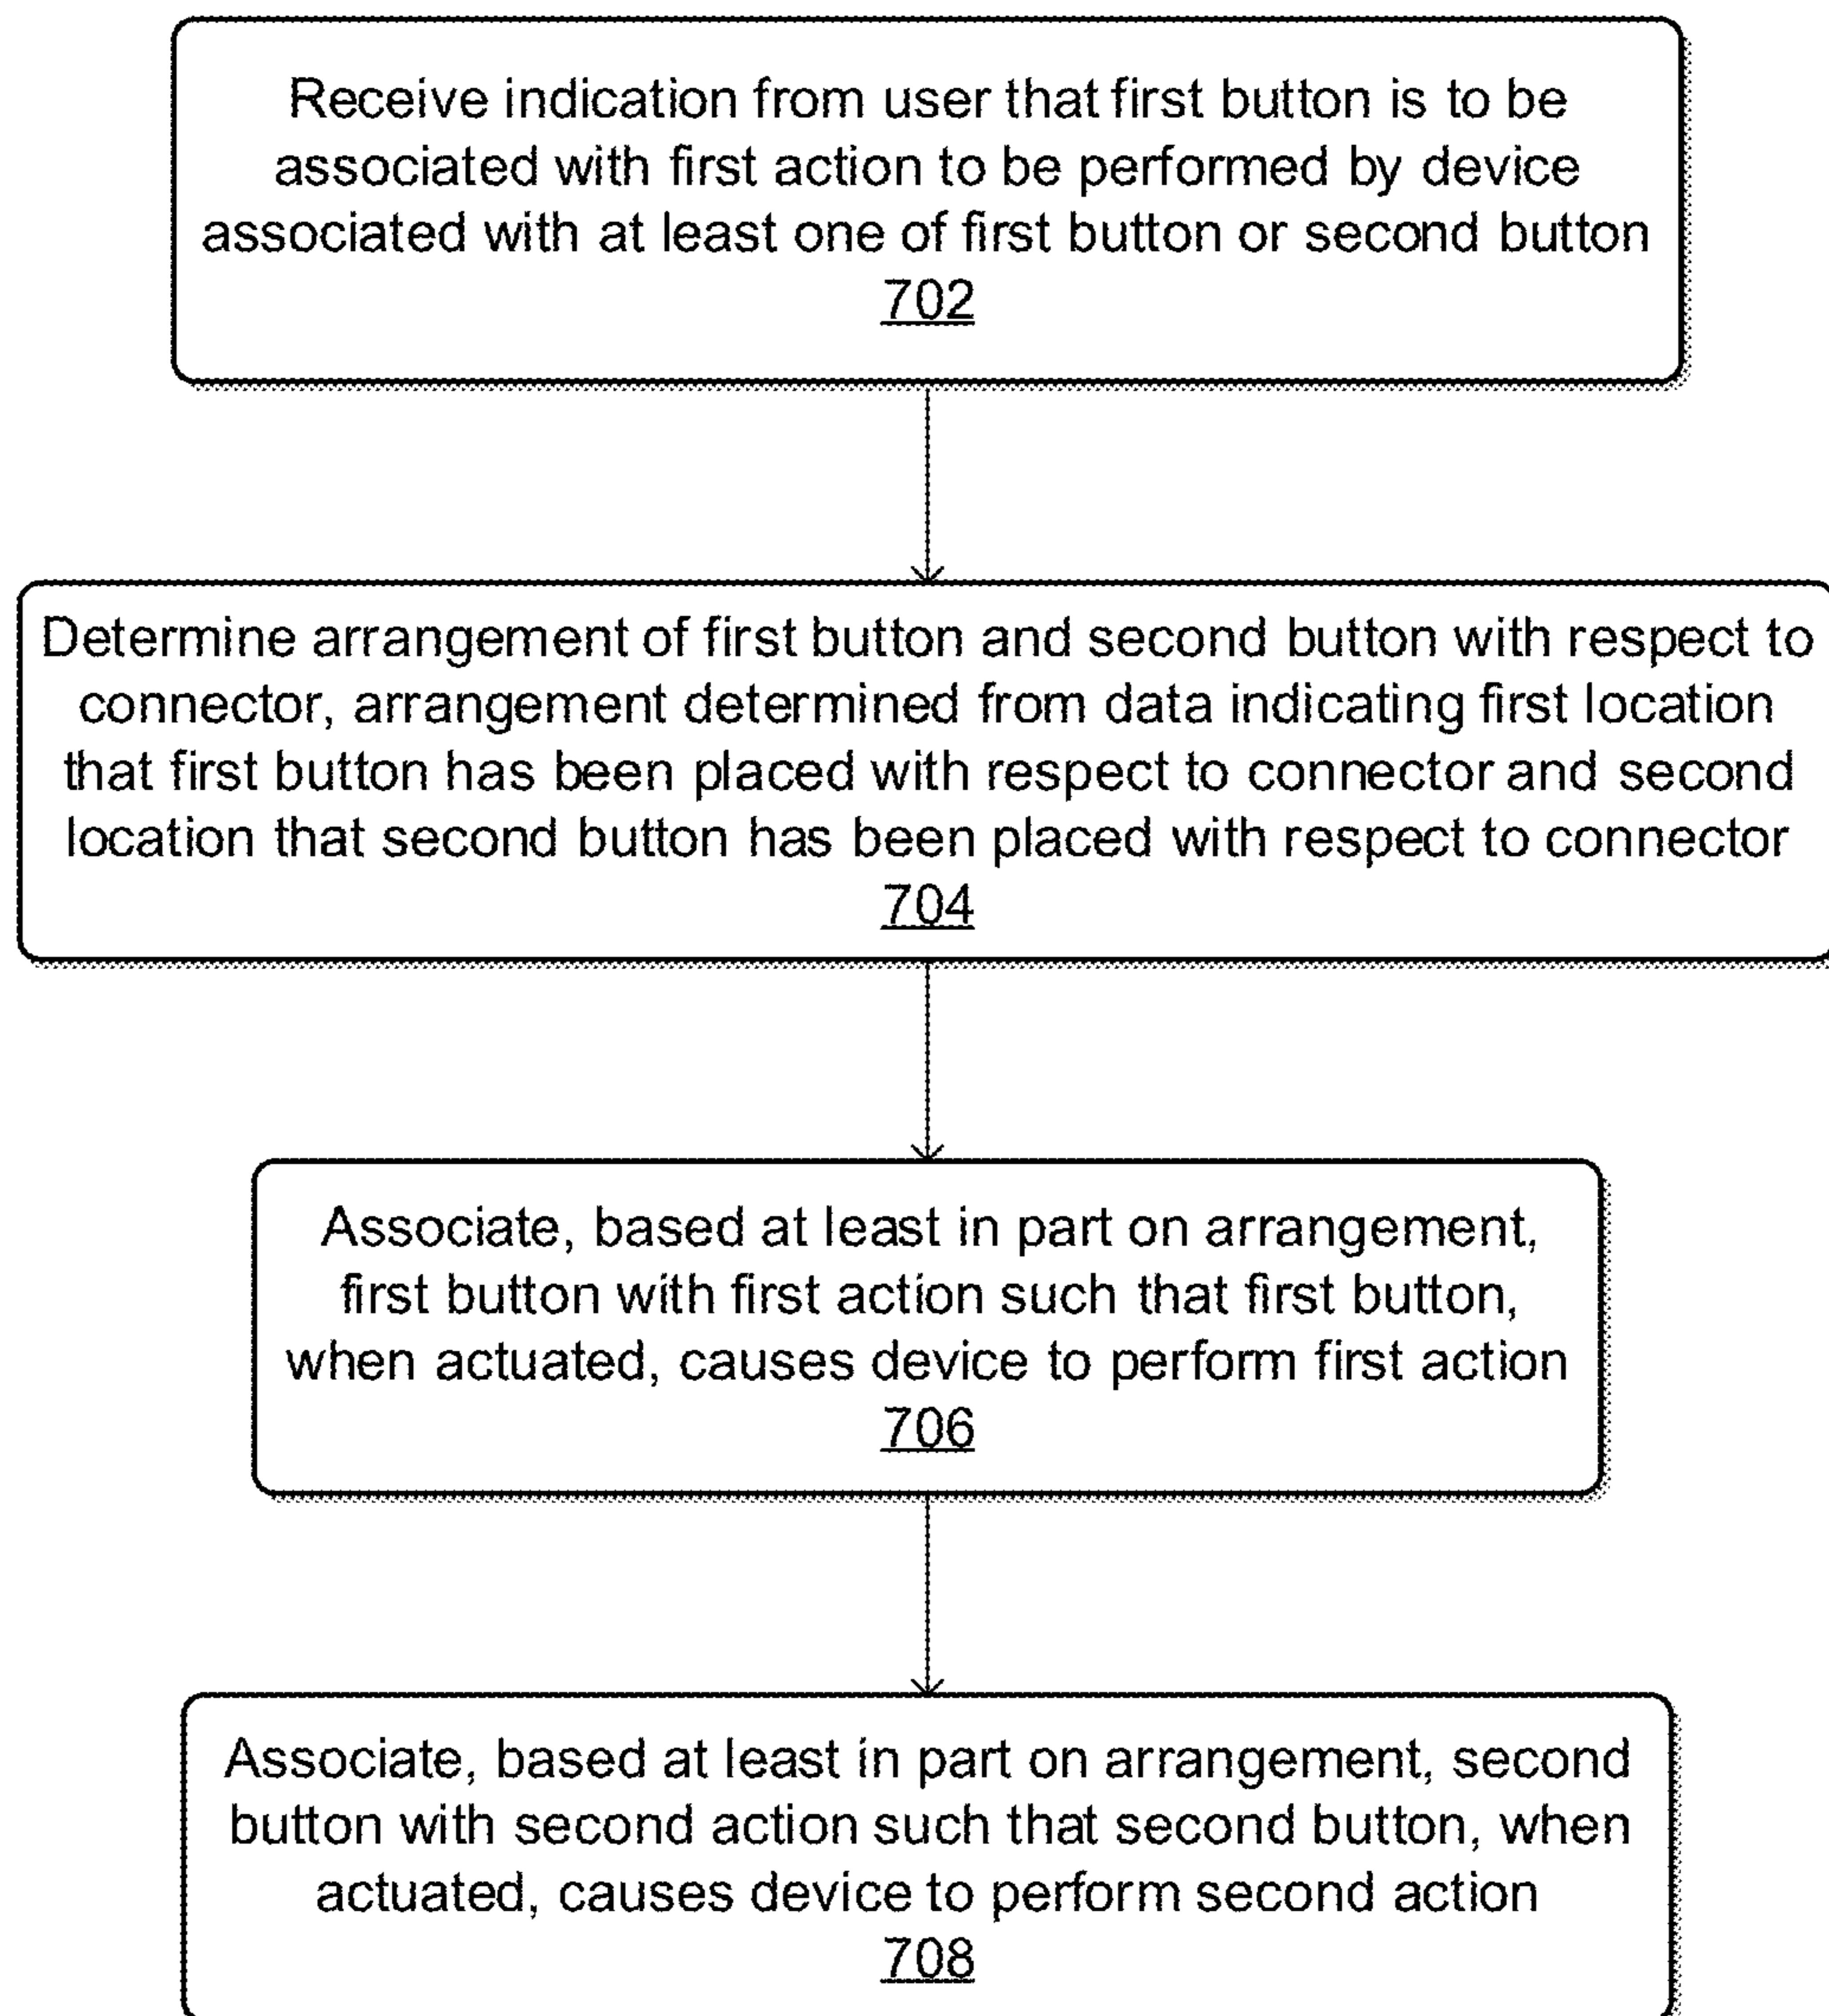 Receive indication from user that first button is to be
associated with first action to be performed by device
associated with at least one of first button or second button
702
Determine arrangement of first button and second button with respect to
connector, arrangement determined from data indicating first location
that first button has been placed with respect to connector and second
location that second button has been placed with respect to connector
704
Associate, based at least in part on arrangement,
first button with first action such that first button,
when actuated, causes device to perform first action
706
Associate, based at least in part on arrangement, second
button with second action such that second button, when
actuated, causes device to perform second action
708